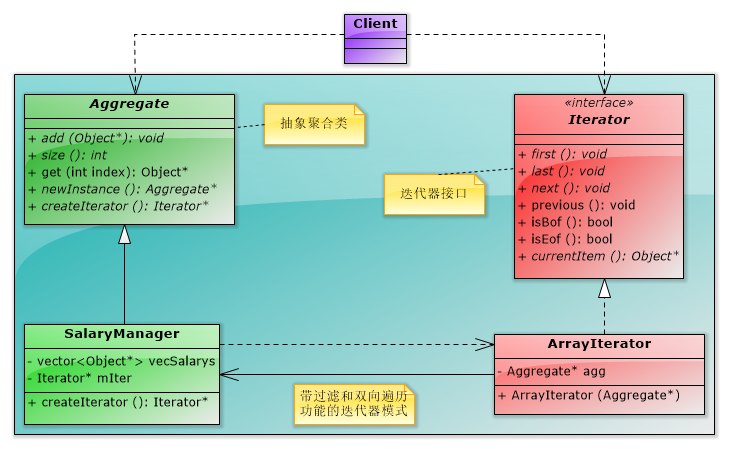 Client
Aggregate
+ add (Object*): void
+ size (): int
+ get (int index): Object*
+ newInstance (): Aggregate*
+ createIterator (): Iterator*
抽象聚合类
«interface»
Iterator
+ first (): void
+ last (): void
+ next (): void
+ previous (): void
+ isBof (): bool
+ isEof (): bool
+ currentItem (): Object*
迭代器接口
SalaryManager
- vector<Object*> vecSalarys
- Iterator* mIter
+ createIterator (): Iterator*
带过滤和双向遍历
功能的迭代器模式
ArrayIterator
- Aggregate* agg
+ ArrayIterator (Aggregate*)